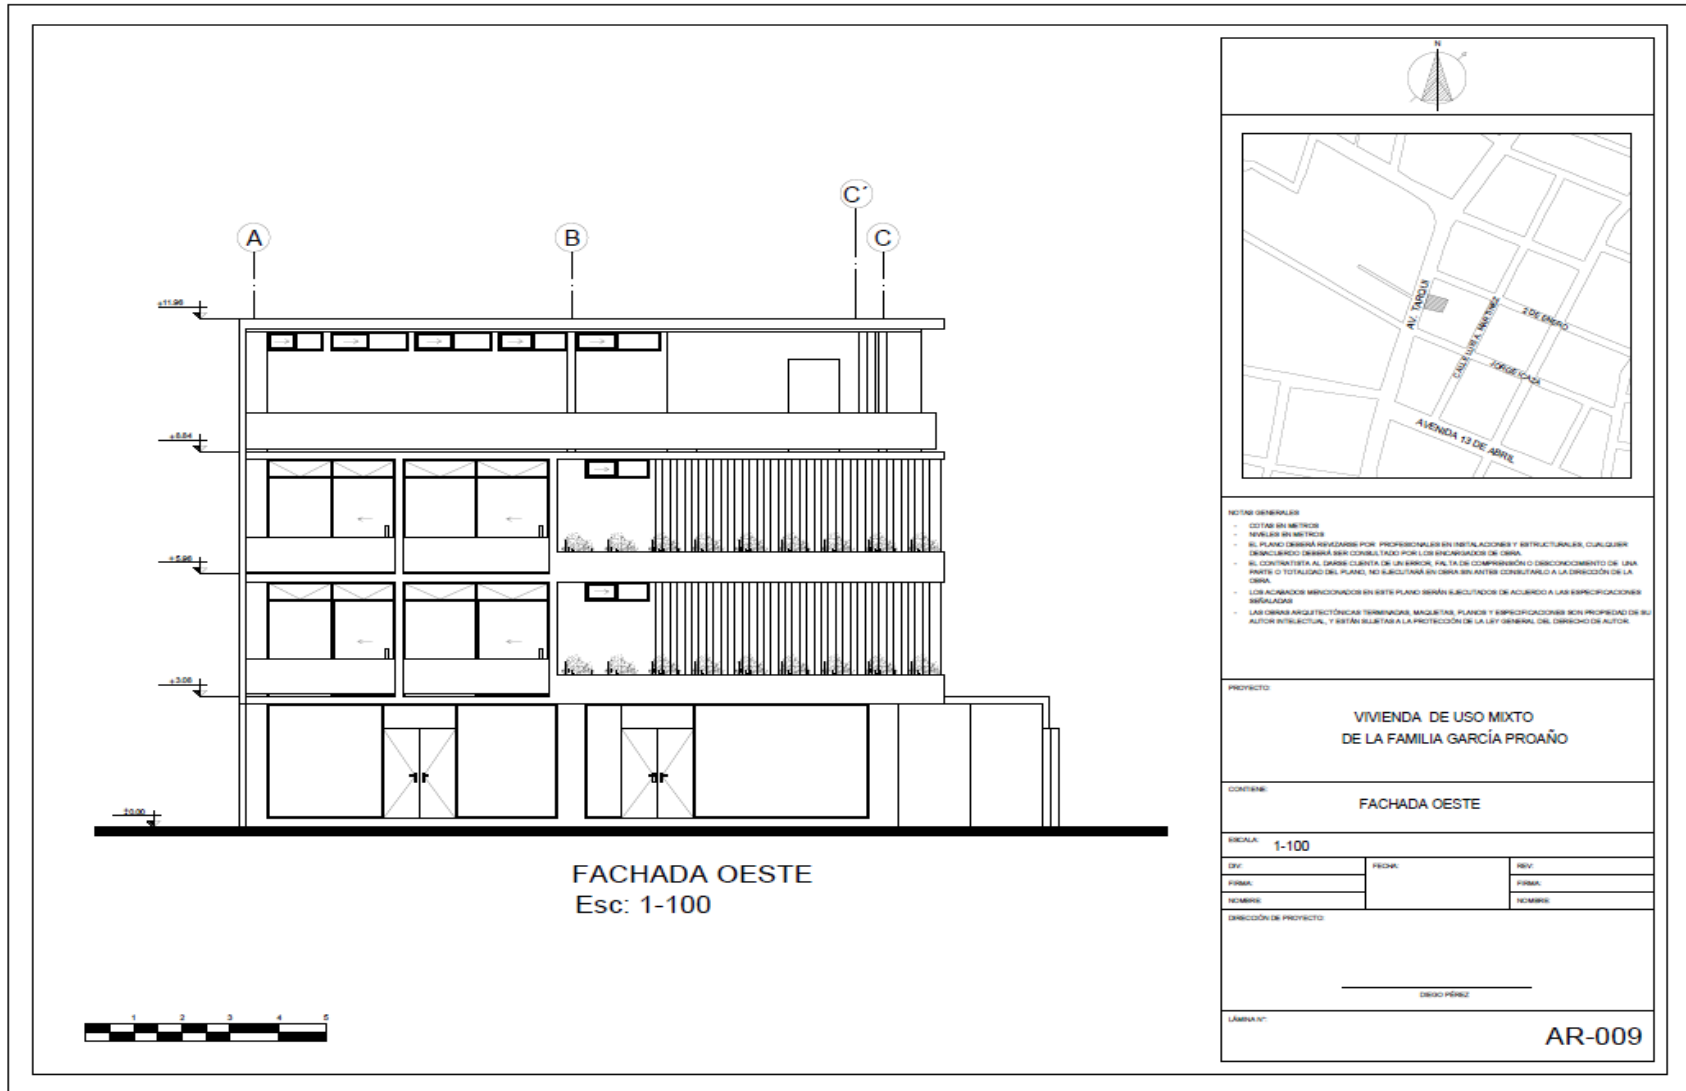 C´
A
B
C
+11.96
+8.84
+5.96
+3.08
±0.00
FACHADA OESTE
Esc: 1-100
1 2 3 4 5
N
AV. TARQUI
CALLE LUIS A. MARTINEZ
2 DE ENERO
JORGE ICAZA
AVENIDA 13 DE ABRIL
NOTAS GENERALES
- COTAS EN METROS
- NIVELES EN METROS
- EL PLANO DEBERÁ REVIZARSE POR PROFESIONALES EN INSTALACIONES Y ESTRUCTURALES, CUALQUIER
DESACUERDO DEBERÁ SER CONSULTADO POR LOS ENCARGADOS DE OBRA.
- EL CONTRATISTA AL DARSE CUENTA DE UN ERROR, FALTA DE COMPRENSIÓN O DESCONOCIMIENTO DE UNA
PARTE O TOTALIDAD DEL PLANO, NO EJECUTARÁ EN OBRA SIN ANTES CONSUTARLO A LA DIRECCIÓN DE LA
OBRA.
- LOS ACABADOS MENCIONADOS EN ESTE PLANO SERÁN EJECUTADOS DE ACUERDO A LAS ESPECIFICACIONES
SEÑALADAS
- LAS OBRAS ARQUITECTÓNICAS TERMINADAS, MAQUETAS, PLANOS Y ESPECIFICACIONES SON PROPIEDAD DE SU
AUTOR INTELECTUAL, Y ESTÁN SUJETAS A LA PROTECCIÓN DE LA LEY GENERAL DEL DERECHO DE AUTOR.
PROYECTO:
VIVIENDA DE USO MIXTO
DE LA FAMILIA GARCÍA PROAÑO
CONTIENE:
FACHADA OESTE
ESCALA: 1-100
DIV: FECHA: REV:
FIRMA: FIRMA:
NOMBRE: NOMBRE:
DIRECCIÓN DE PROYECTO:
DIEGO PÉREZ
LÁMINA N°:
AR-009